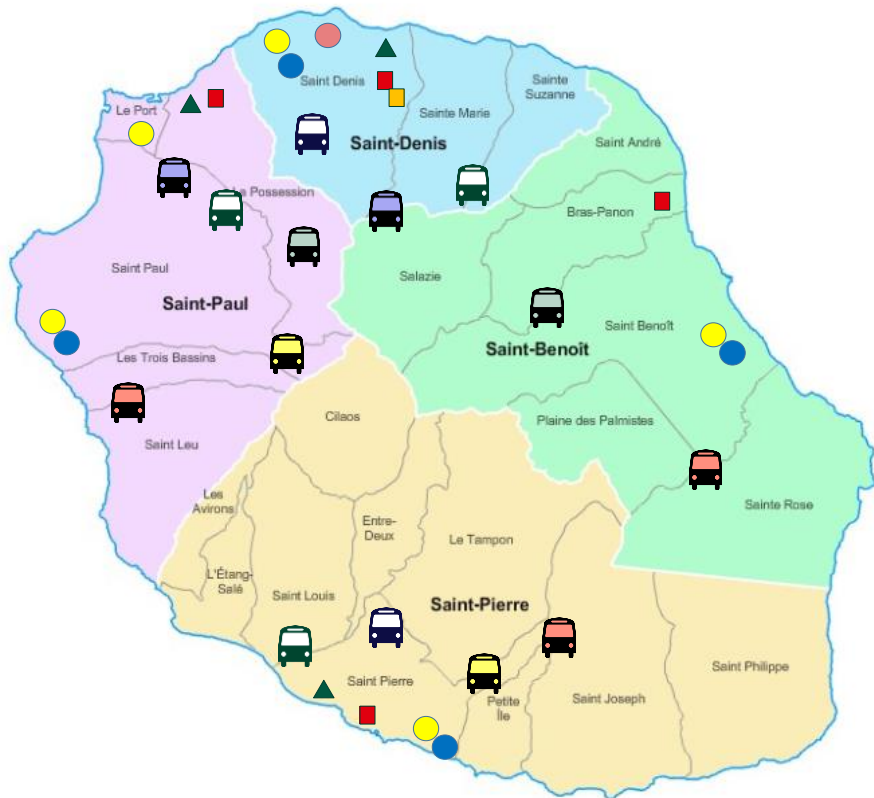 Saint Denis
Sainte
Suzanne
Le Port
Sainte Marie
Saint-Denis
Saint André
La Possession
Bras-Panon
Saint Paul
Salazie
Saint-Paul
Saint Benoît
Saint-Benoît
Les Trois Bassins
Cilaos
Plaine des Palmistes
Saint Leu
Les
Avirons
Sainte Rose
Entre-
Deux
Le Tampon
L'Étang-
Salé
Saint Louis
Saint-Pierre
Saint Philippe
Saint Pierre
Petite
Île
Saint Joseph